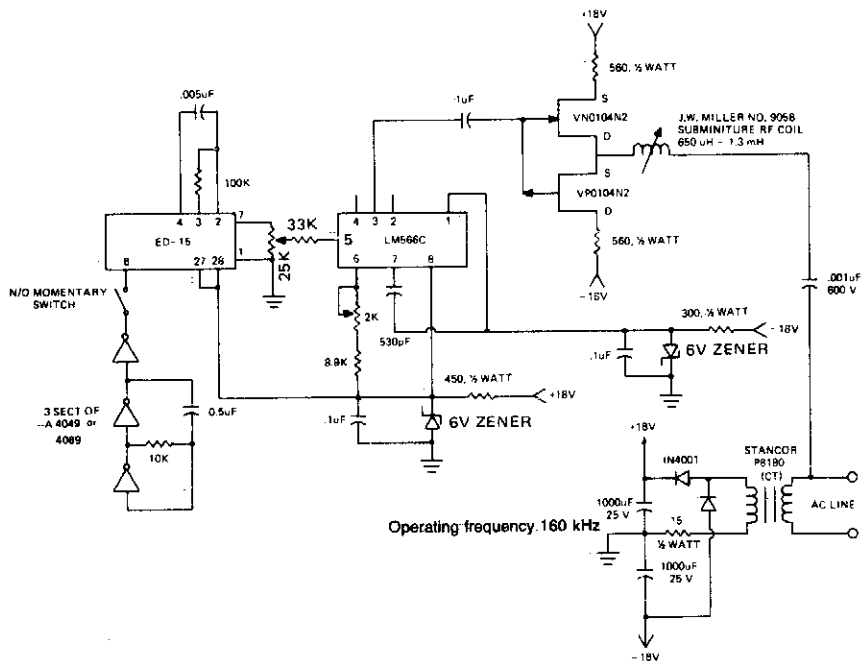 +18V
560, ½ WATT
.005uF
.1uF
S
VN0104N2
D
J.W. MILLER NO. 9058
SUBMINITURE RF COIL
650 uH - 1.3 mH
100K
S
4 3 2
7
33K
4 3 2 1
VP0104N2
D
ED-15
25K
5
LM566C
8
27 28
1
6 7 8
560, ½ WATT
N/O MOMENTARY
SWITCH
.001uF
600 V
2K
530pF
-18V
300, ½ WATT
- 18V
8.9K
.1uF
6V ZENER
450, ½ WATT
+18V
3 SECT OF
4049 or
4069
0.5uF
.1uF
6V ZENER
10K
+18V
IN4001
STANCOR
P8180
(CT)
1000uF
25 V
AC LINE
Operating frequency 160 kHz
15
½ WATT
1000uF
25 V
- 18V